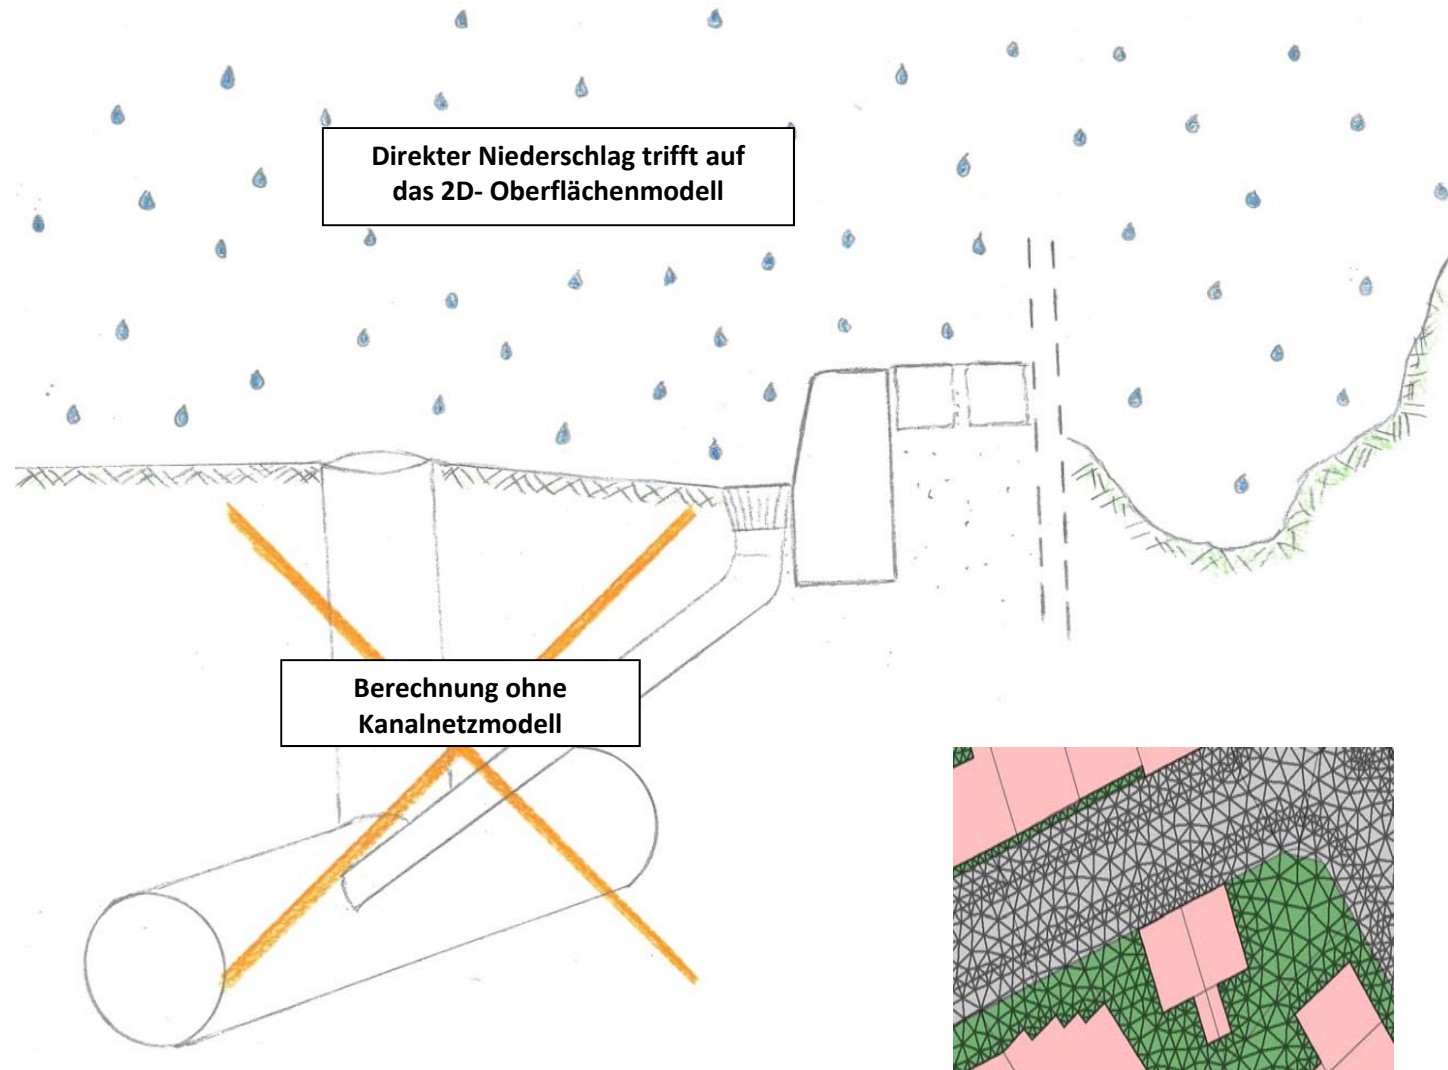 Direkter Niederschlag trifft auf
das 2D- Oberflächenmodell
Berechnung ohne
Kanalnetzmodell